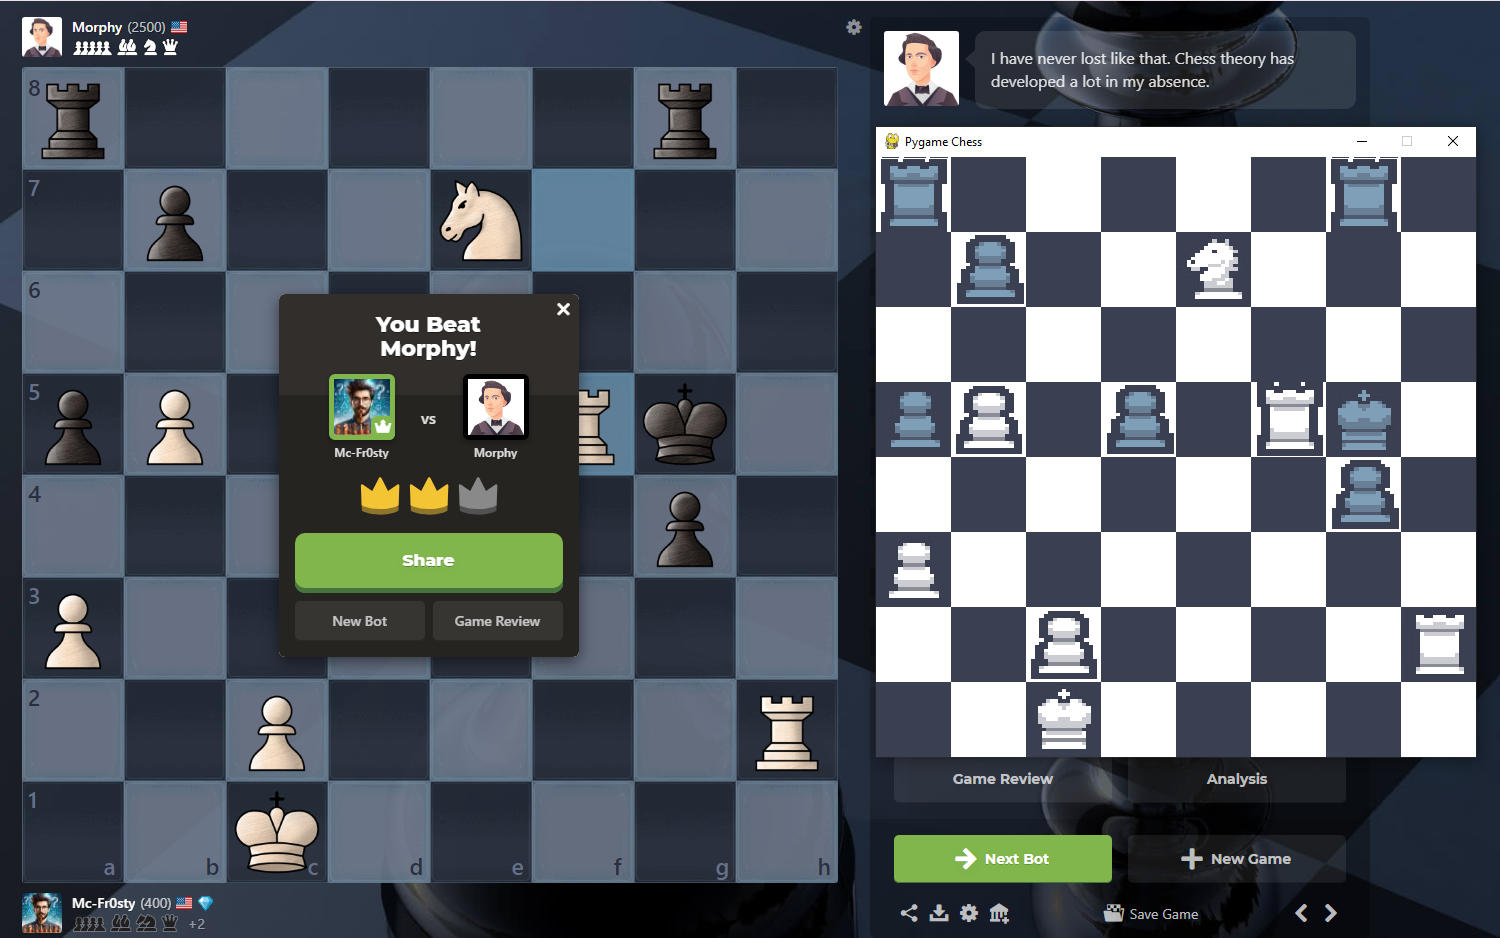 Morphy (2500)
I have never lost like that. Chess theory has
developed a lot in my absence.
Pygame Chess
8
7
6
5
4
3
2
1
a b c d e f g h
You Beat
Morphy!
vs
Mc-Fr0sty
Morphy
Share
New Bot
Game Review
Game Review
Analysis
Next Bot
New Game
Save Game
Mc-Fr0sty (400)
+2